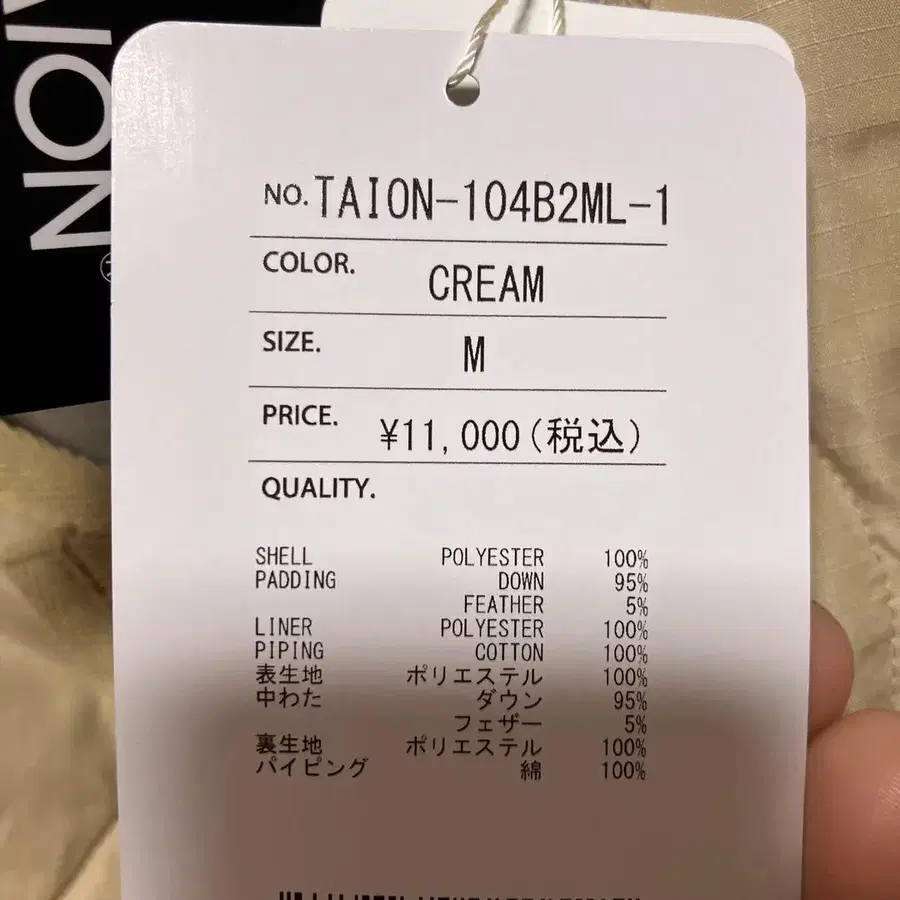 NO. TAION-104B2ML-1
COLOR. CREAM
SIZE. M
PRICE. ¥11,000(税込)
QUALITY.
SHELL POLYESTER 100%
PADDING DOWN 95%
FEATHER 5%
LINER POLYESTER 100%
PIPING COTTON 100%
表生地 ポリエステル 100%
中わた ダウン 95%
フェザー 5%
裏生地 ポリエステル 100%
パイピング 綿 100%